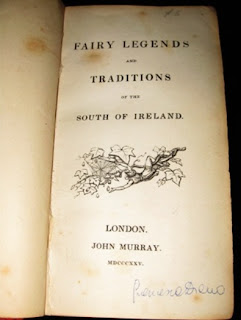 FAIRY LEGENDS
AND
TRADITIONS
OF THE
SOUTH OF IRELAND.
LONDON.
JOHN MURRAY.
MDCCCXXV.